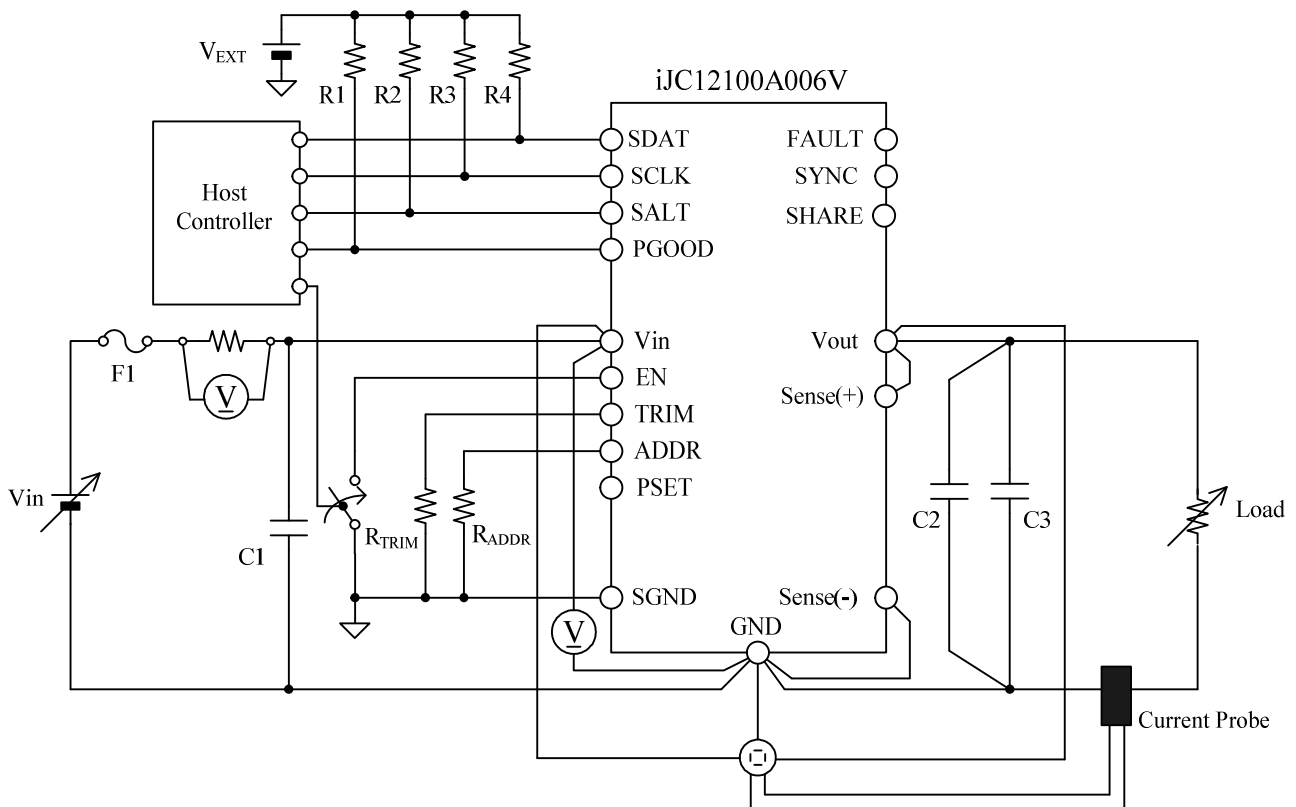 V_EXT
R1
R2
R3
R4
iJC12100A006V
Host
Controller
SDAT
SCLK
SALT
PGOOD
FAULT
SYNC
SHARE
F1
V
Vin
EN
TRIM
ADDR
PSET
SGND
Vout
Sense(+)
Sense(-)
GND
Vin
C1
R_TRIM
R_ADDR
V
C2
C3
Load
Current Probe